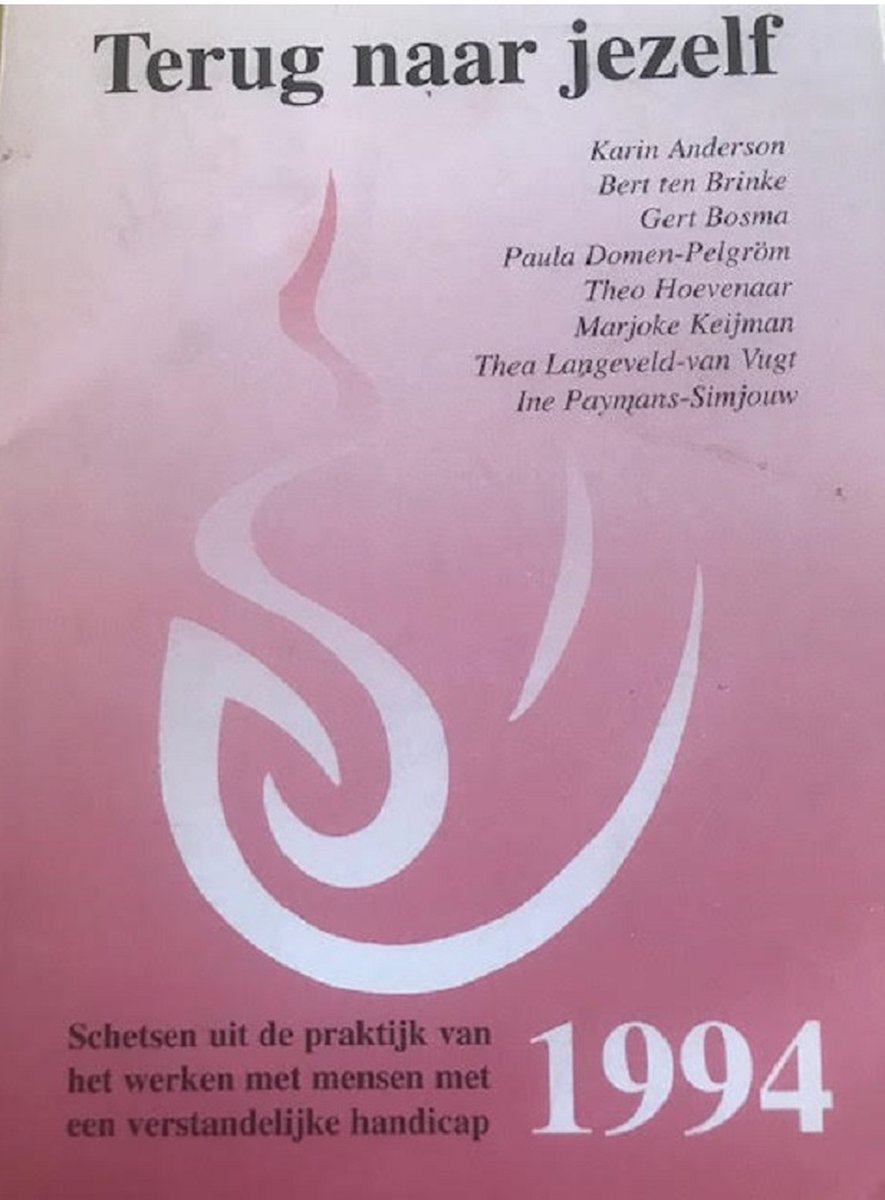 Terug naar jezelf
Karin Anderson
Bert ten Brinke
Gert Bosma
Paula Domen-Pelgröm
Theo Hoevenaar
Marjoke Keijman
Thea Langeveld-van Vugt
Ine Paymans-Simjouw
Schetsen uit de praktijk van
het werken met mensen met
een verstandelijke handicap
1994